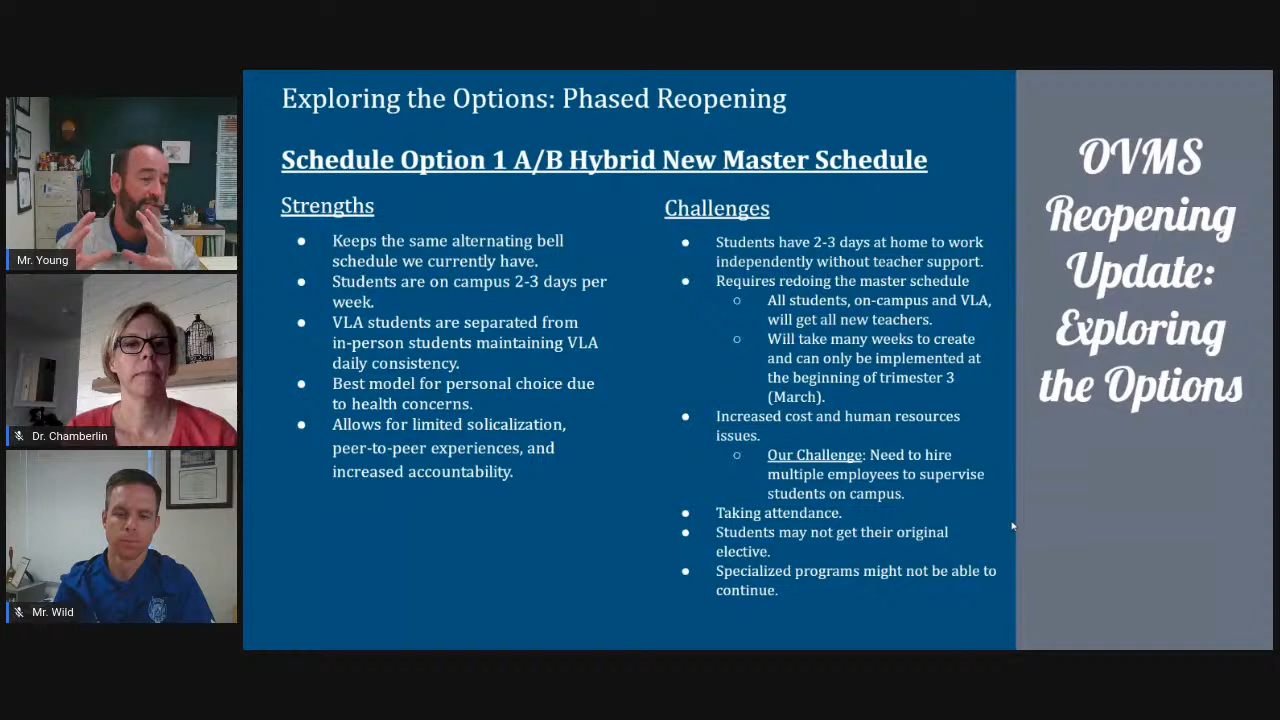 Mr. Young
Dr. Chamberlin
Mr. Wild
Exploring the Options: Phased Reopening
Schedule Option 1 A/B Hybrid New Master Schedule
Strengths
● Keeps the same alternating bell
schedule we currently have.
● Students are on campus 2-3 days per
week.
● VLA students are separated from
in-person students maintaining VLA
daily consistency.
● Best model for personal choice due
to health concerns.
● Allows for limited solicalization,
peer-to-peer experiences, and
increased accountability.
Challenges
● Students have 2-3 days at home to work
independently without teacher support.
● Requires redoing the master schedule
○ All students, on-campus and VLA,
will get all new teachers.
○ Will take many weeks to create
and can only be implemented at
the beginning of trimester 3
(March).
● Increased cost and human resources
issues.
○ Our Challenge: Need to hire
multiple employees to supervise
students on campus.
● Taking attendance.
● Students may not get their original
elective.
● Specialized programs might not be able to
continue.
OVMS
Reopening
Update:
Exploring
the Options